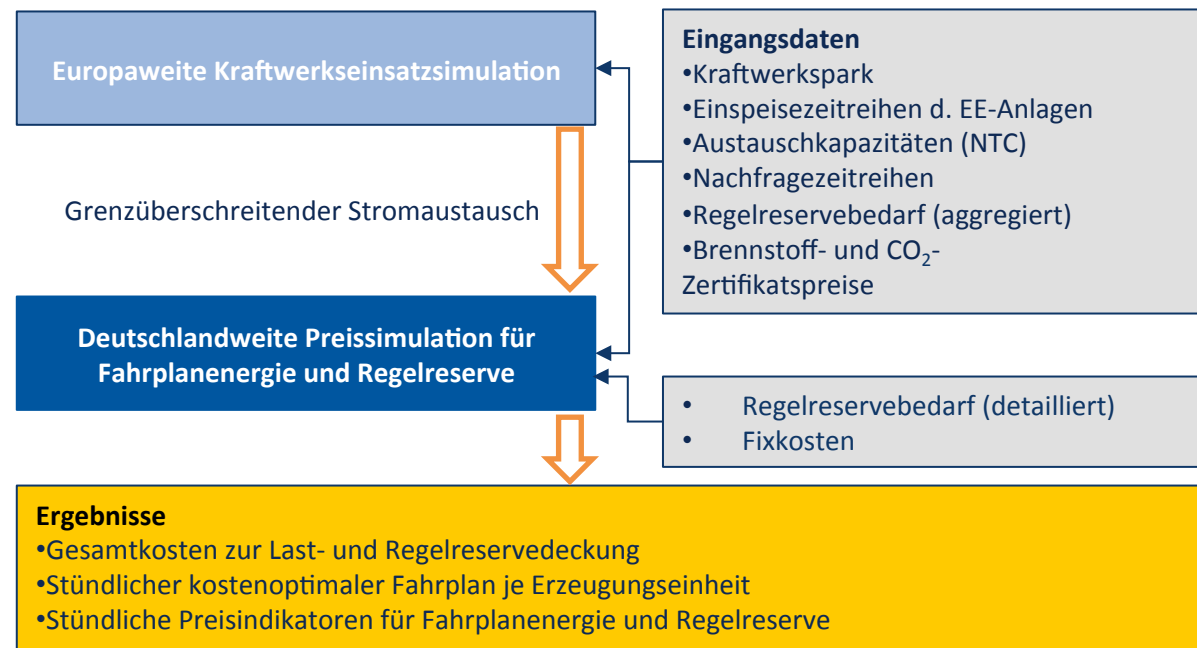 Europaweite Kraftwerkseinsatzsimulation
Grenzüberschreitender Stromaustausch
Deutschlandweite Preissimulation für
Fahrplanenergie und Regelreserve
Eingangsdaten
•Kraftwerkspark
•Einspeisezeitreihen d. EE-Anlagen
•Austauschkapazitäten (NTC)
•Nachfragezeitreihen
•Regelreservebedarf (aggregiert)
•Brennstoff- und CO₂-
Zertifikatspreise
• Regelreservebedarf (detailliert)
• Fixkosten
Ergebnisse
•Gesamtkosten zur Last- und Regelreservedeckung
•Stündlicher kostenoptimaler Fahrplan je Erzeugungseinheit
•Stündliche Preisindikatoren für Fahrplanenergie und Regelreserve